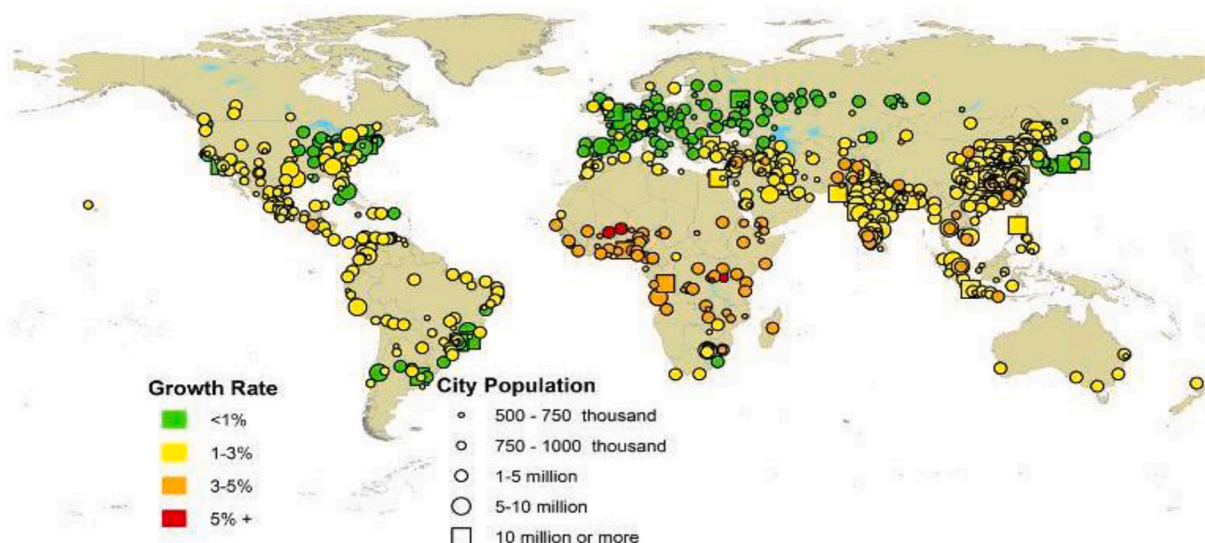 Growth Rate
<1%
1-3%
3-5%
5% +
City Population
500 - 750 thousand
750 - 1000 thousand
1-5 million
5-10 million
10 million or more